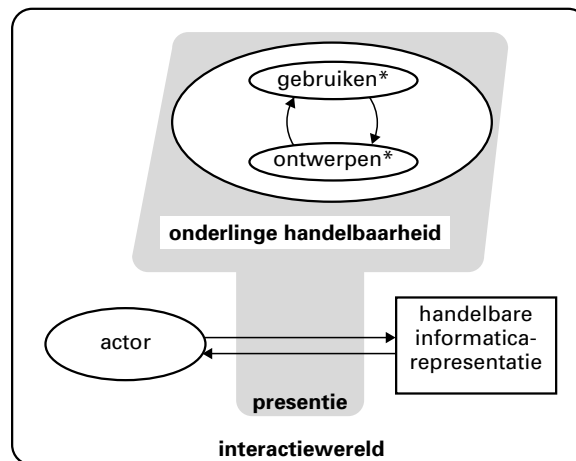 gebruiken*
ontwerpen*
onderlinge handelbaarheid
actor
handelbare
informatica-
representatie
presentie
interactiewereld